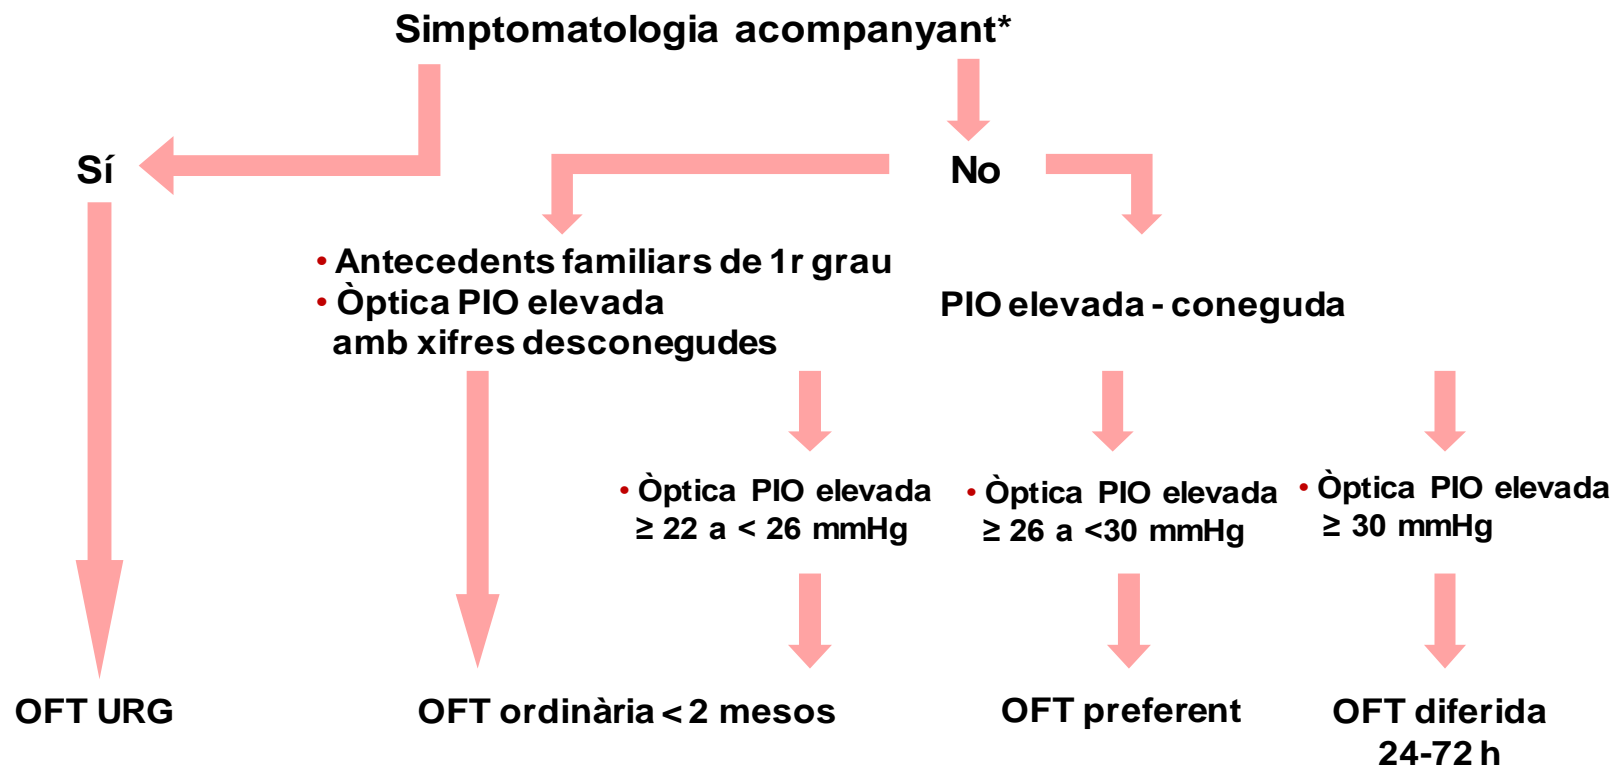 Simptomatologia acompanyant*
Sí
No
• Antecedents familiars de 1r grau
• Òptica PIO elevada
amb xifres desconegudes
PIO elevada - coneguda
• Òptica PIO elevada
≥ 22 a < 26 mmHg
• Òptica PIO elevada
≥ 26 a <30 mmHg
• Òptica PIO elevada
≥ 30 mmHg
OFT URG
OFT ordinària < 2 mesos
OFT preferent
OFT diferida
24-72 h